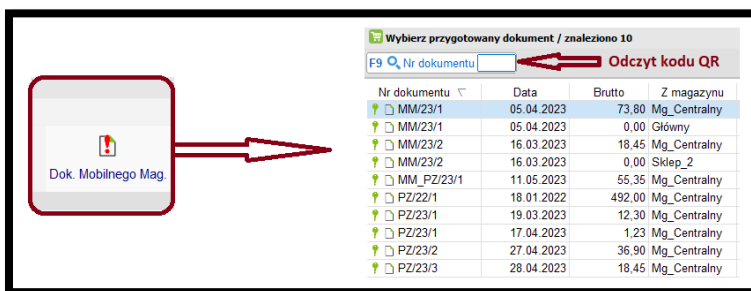 Dok. Mobilnego Mag.
Wybierz przygotowany dokument / znaleziono 10
F9 Nr dokumentu
Odczyt kodu QR
Nr dokumentu Data Brutto Z magazynu
MM/23/1 05.04.2023 73,80 Mg_Centralny
MM/23/1 05.04.2023 0,00 Główny
MM/23/2 16.03.2023 18,45 Mg_Centralny
MM/23/2 16.03.2023 0,00 Sklep_2
MM_PZ/23/1 11.05.2023 55,35 Mg_Centralny
PZ/22/1 18.01.2022 492,00 Mg_Centralny
PZ/23/1 19.03.2023 12,30 Mg_Centralny
PZ/23/1 17.04.2023 1,23 Mg_Centralny
PZ/23/2 27.04.2023 36,90 Mg_Centralny
PZ/23/3 28.04.2023 18,45 Mg_Centralny